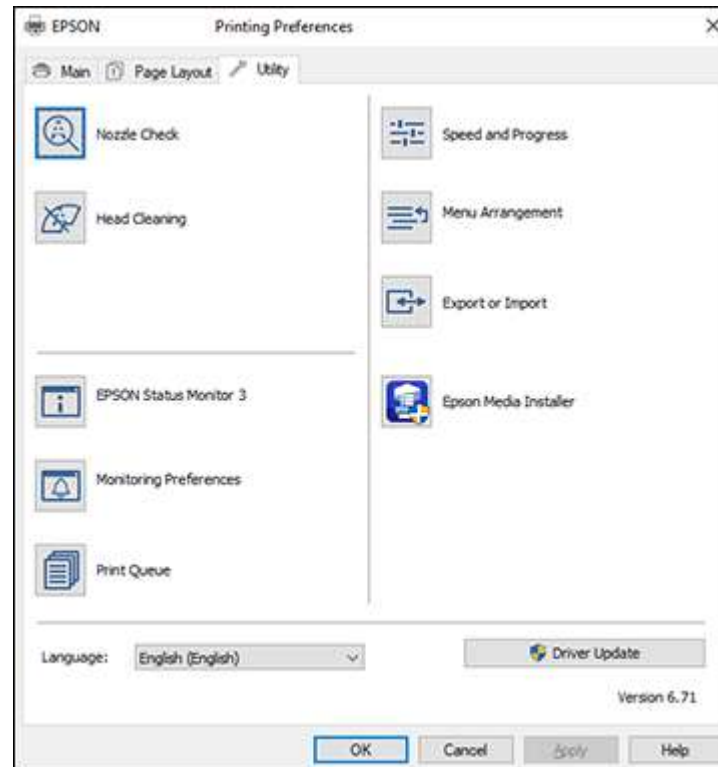 EPSON Printing Preferences
Main Page Layout Utility
Nozzle Check
Head Cleaning
EPSON Status Monitor 3
Monitoring Preferences
Print Queue
Speed and Progress
Menu Arrangement
Export or Import
Epson Media Installer
Language: English (English)
Driver Update
Version 6.71
OK Cancel Apply Help